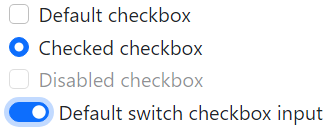 Default checkbox
Checked checkbox
Disabled checkbox
Default switch checkbox input